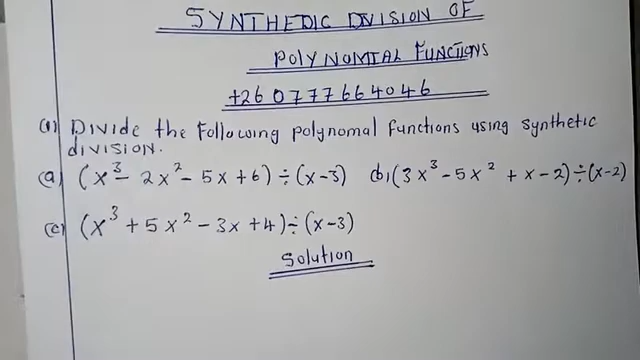 SYNTHETIC DIVISION OF
POLYNOMIAL FUNCTIONS
+260777664046
(1) Divide the Following polynomal functions using synthetic
division.
(a) (x³ - 2x² - 5x + 6) ÷ (x-3) (b) (3x³ - 5x² + x - 2) ÷ (x-2)
(c) (x³ + 5x² - 3x + 4) ÷ (x-3)
Solution